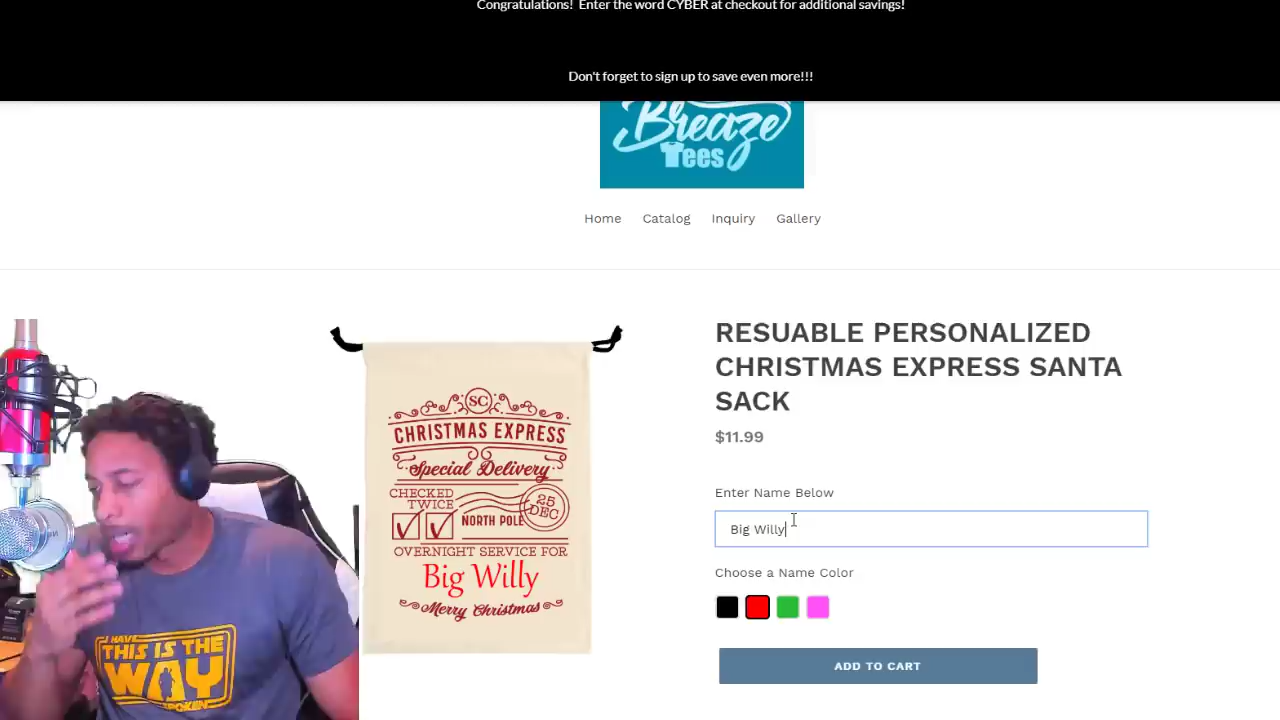 Congratulations! Enter the word CYBER at checkout for additional savings!
Don't forget to sign up to save even more!!!
Breaze
Tees
Home Catalog Inquiry Gallery
RESUABLE PERSONALIZED
CHRISTMAS EXPRESS SANTA
SACK
$11.99
Enter Name Below
Big Willy
Choose a Name Color
ADD TO CART
SC
CHRISTMAS EXPRESS
Special Delivery
CHECKED
TWICE
NORTH POLE
25
DEC
OVERNIGHT SERVICE FOR
Big Willy
Merry Christmas
I HAVE
THIS IS THE
WAY
SPOKEN